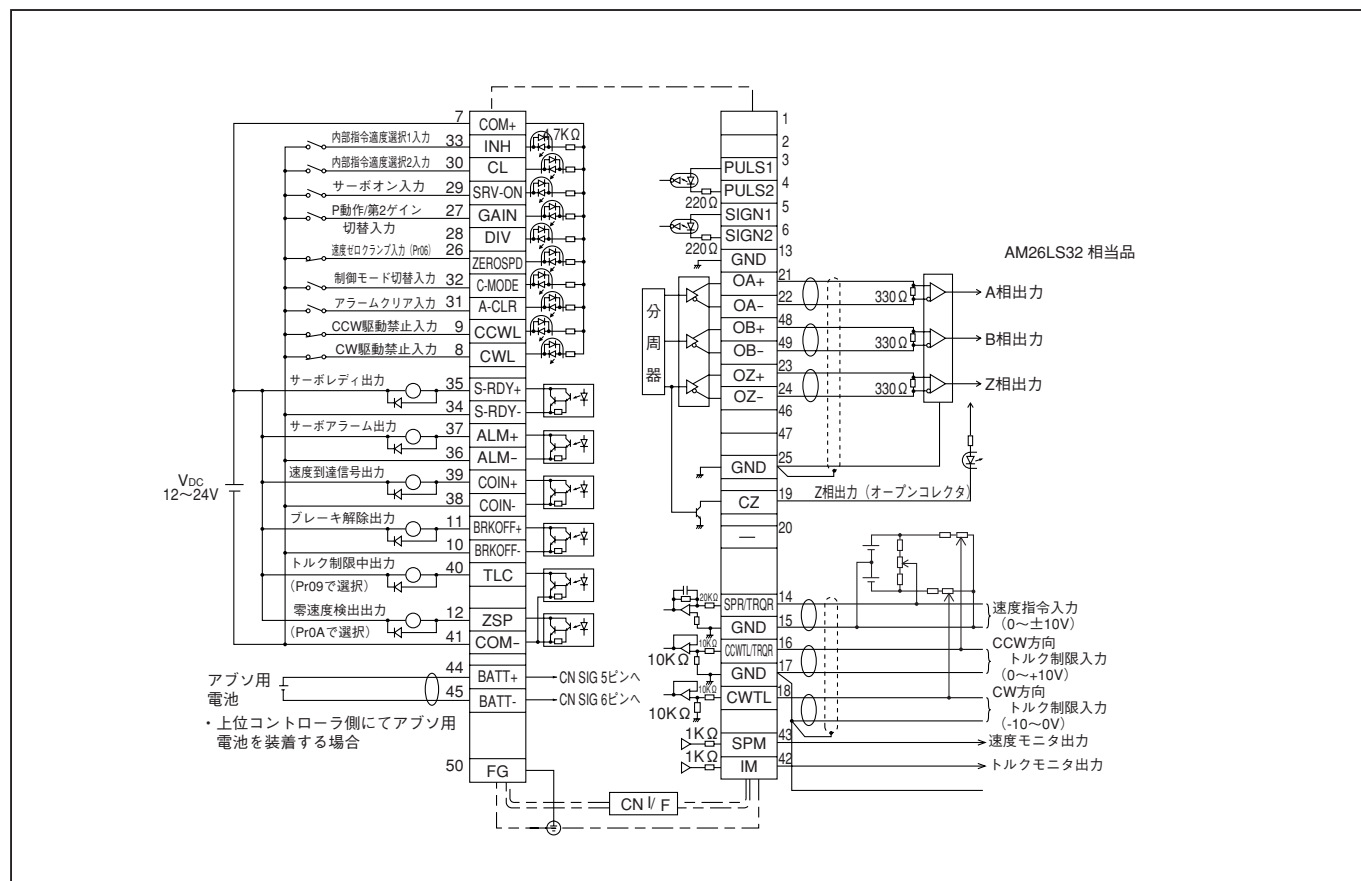 7 COM+ 4.7KΩ
内部指令適度選択1入力 33 INH
内部指令適度選択2入力 30 CL
サーボオン入力 29 SRV-ON
P動作/第2ゲイン 27 GAIN
切替入力 28 DIV
速度ゼロクランプ入力 (Pr06) 26 ZEROSPD
制御モード切替入力 32 C-MODE
アラームクリア入力 31 A-CLR
CCW駆動禁止入力 9 CCWL
CW駆動禁止入力 8 CWL
サーボレディ出力 35 S-RDY+
34 S-RDY-
サーボアラーム出力 37 ALM+
36 ALM−
速度到達信号出力 39 COIN+
38 COIN-
ブレーキ解除出力 11 BRKOFF+
10 BRKOFF-
トルク制限中出力 40 TLC
(Pr09で選択)
零速度検出出力 12 ZSP
(Pr0Aで選択)
41 COM−
VDC
12〜24V
アブソ用
電池
44 BATT+ CN SIG 5ピンへ
45 BATT- CN SIG 6ピンへ
・上位コントローラ側にてアブソ用
電池を装着する場合
50 FG
CN I/F
1
2
3
PULS1
4
PULS2
220Ω
5
SIGN1
6
SIGN2
220Ω
13
GND
AM26LS32 相当品
分周器
21
OA+
22
OA−
330Ω
A相出力
48
OB+
49
OB−
330Ω
B相出力
23
OZ+
24
OZ−
330Ω
Z相出力
46
47
25
GND
19
CZ
Z相出力（オープンコレクタ）
20
—
14
20KΩ
SPR/TRQR
15
GND
速度指令入力
(0〜±10V)
16
10KΩ
CCWTL/TRQR
10KΩ
17
GND
CCW方向
トルク制限入力
(0〜+10V)
18
10KΩ
CWTL
10KΩ
CW方向
トルク制限入力
(-10〜0V)
43
1KΩ
SPM
速度モニタ出力
42
1KΩ
IM
トルクモニタ出力